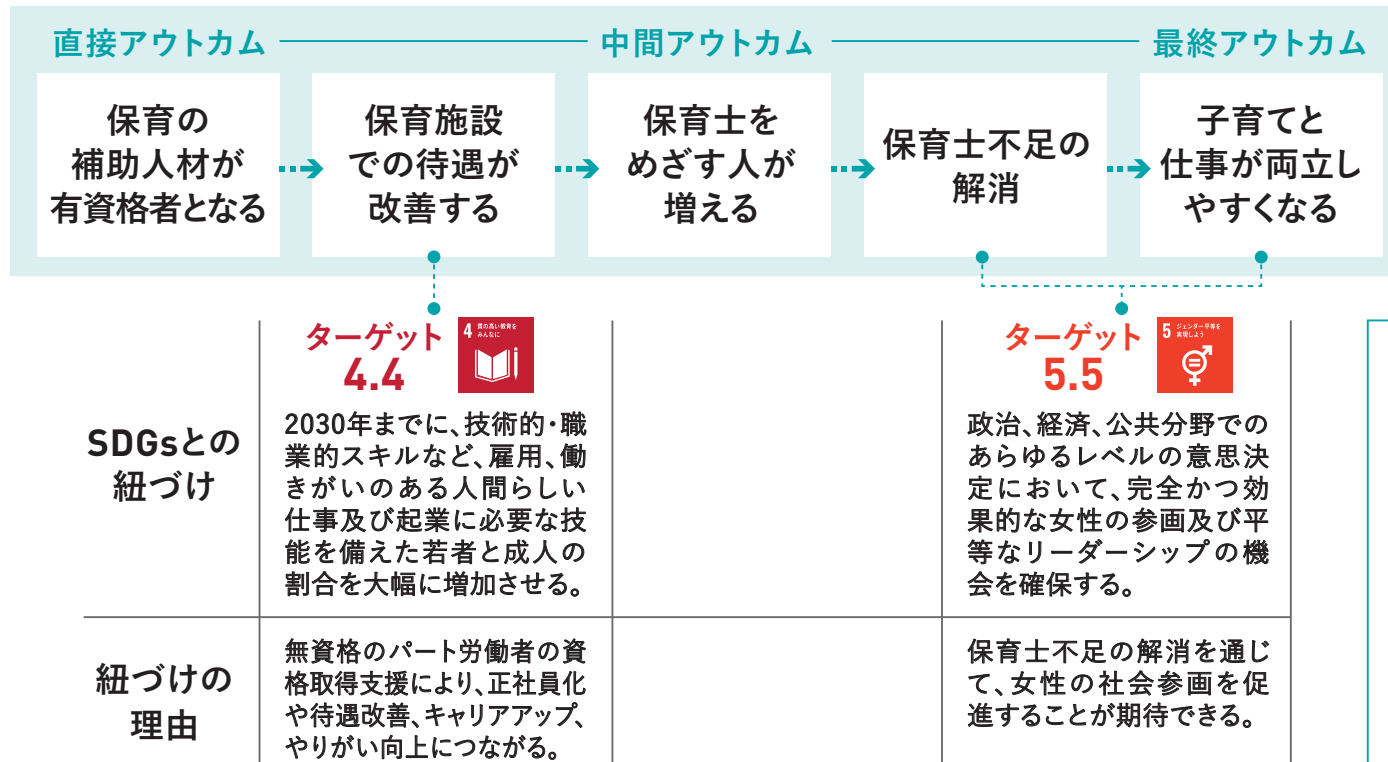 直接アウトカム
中間アウトカム
最終アウトカム
保育の
補助人材が
有資格者となる
保育施設
での待遇が
改善する
保育士を
めざす人が
増える
保育士不足の
解消
子育てと
仕事が両立し
やすくなる
SDGsとの
紐づけ
ターゲット
4.4
4 質の高い教育を
みんなに
2030年までに、技術的・職
業的スキルなど、雇用、働
きがいのある人間らしい
仕事及び起業に必要な技
能を備えた若者と成人の
割合を大幅に増加させる。
ターゲット
5.5
5 ジェンダー平等を
実現しよう
政治、経済、公共分野での
あらゆるレベルの意思決
定において、完全かつ効
果的な女性の参画及び平
等なリーダーシップの機
会を確保する。
紐づけの
理由
無資格のパート労働者の資
格取得支援により、正社員化
や待遇改善、キャリアアップ、
やりがい向上につながる。
保育士不足の解消を通じ
て、女性の社会参画を促
進することが期待できる。